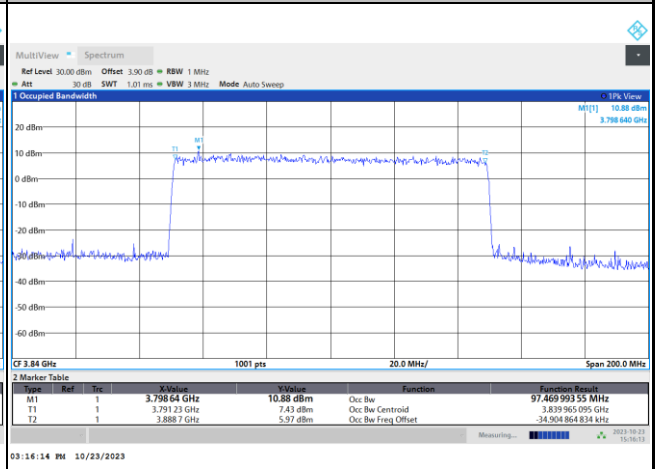 MultiView Spectrum
Ref Level 30.00 dBm Offset 3.90 dB RBW 1 MHz
Att 30 dB SWT 1.01 ms VBW 3 MHz Mode Auto Sweep
1 Occupied Bandwidth 1Pk View
M1[1] 10.88 dBm
3.798 640 GHz
20 dBm
M1
T1
T2
10 dBm
0 dBm
-10 dBm
-20 dBm
-30 dBm
-40 dBm
-50 dBm
-60 dBm
CF 3.84 GHz 1001 pts 20.0 MHz/ Span 200.0 MHz
2 Marker Table
Type Ref Trc X-Value Y-Value Function Function Result
M1 1 3.798 64 GHz 10.88 dBm Occ Bw 97.469 993 55 MHz
T1 1 3.791 23 GHz 7.43 dBm Occ Bw Centroid 3.839 965 095 GHz
T2 1 3.888 7 GHz 5.97 dBm Occ Bw Freq Offset -34.904 864 834 kHz
Measuring... 2023-10-23
15:16:13
03:16:14 PM 10/23/2023